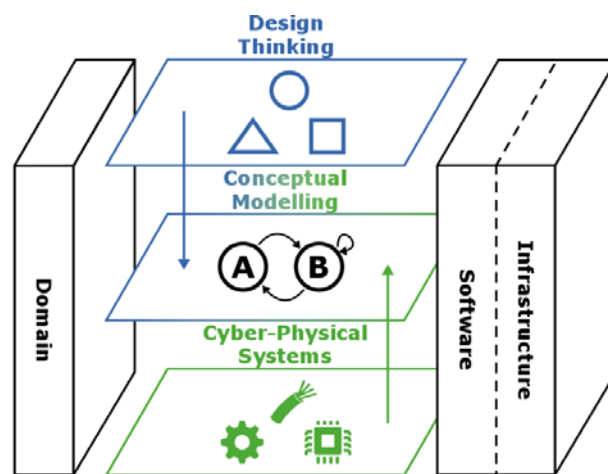 Design
Thinking
Conceptual
Modelling
A
B
Cyber-Physical
Systems
Domain
Software
Infrastructure